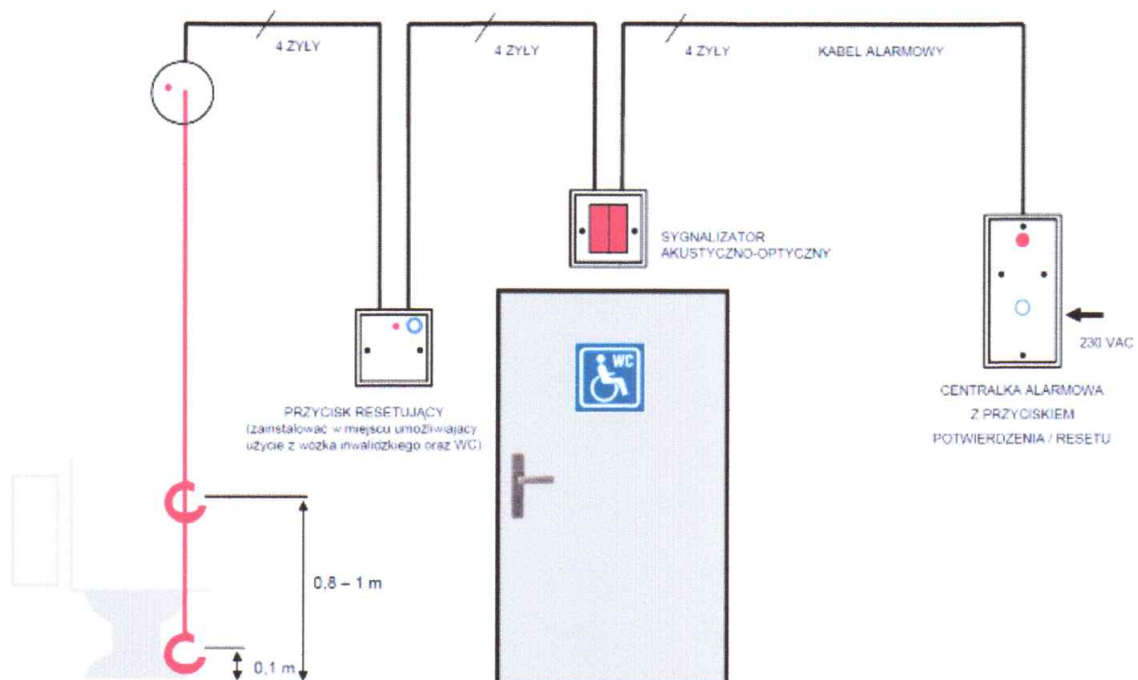 4 ŻYŁY
4 ŻYŁY
4 ŻYŁY
KABEL ALARMOWY
SYGNALIZATOR
AKUSTYCZNO-OPTYCZNY
WC
230 VAC
PRZYCISK RESETUJĄCY
(zainstalować w miejscu umożliwiający
użycie z wózka inwalidzkiego oraz WC)
CENTRALKA ALARMOWA
Z PRZYCISKIEM
POTWIERDZENIA / RESETU
0,8 – 1 m
0,1 m